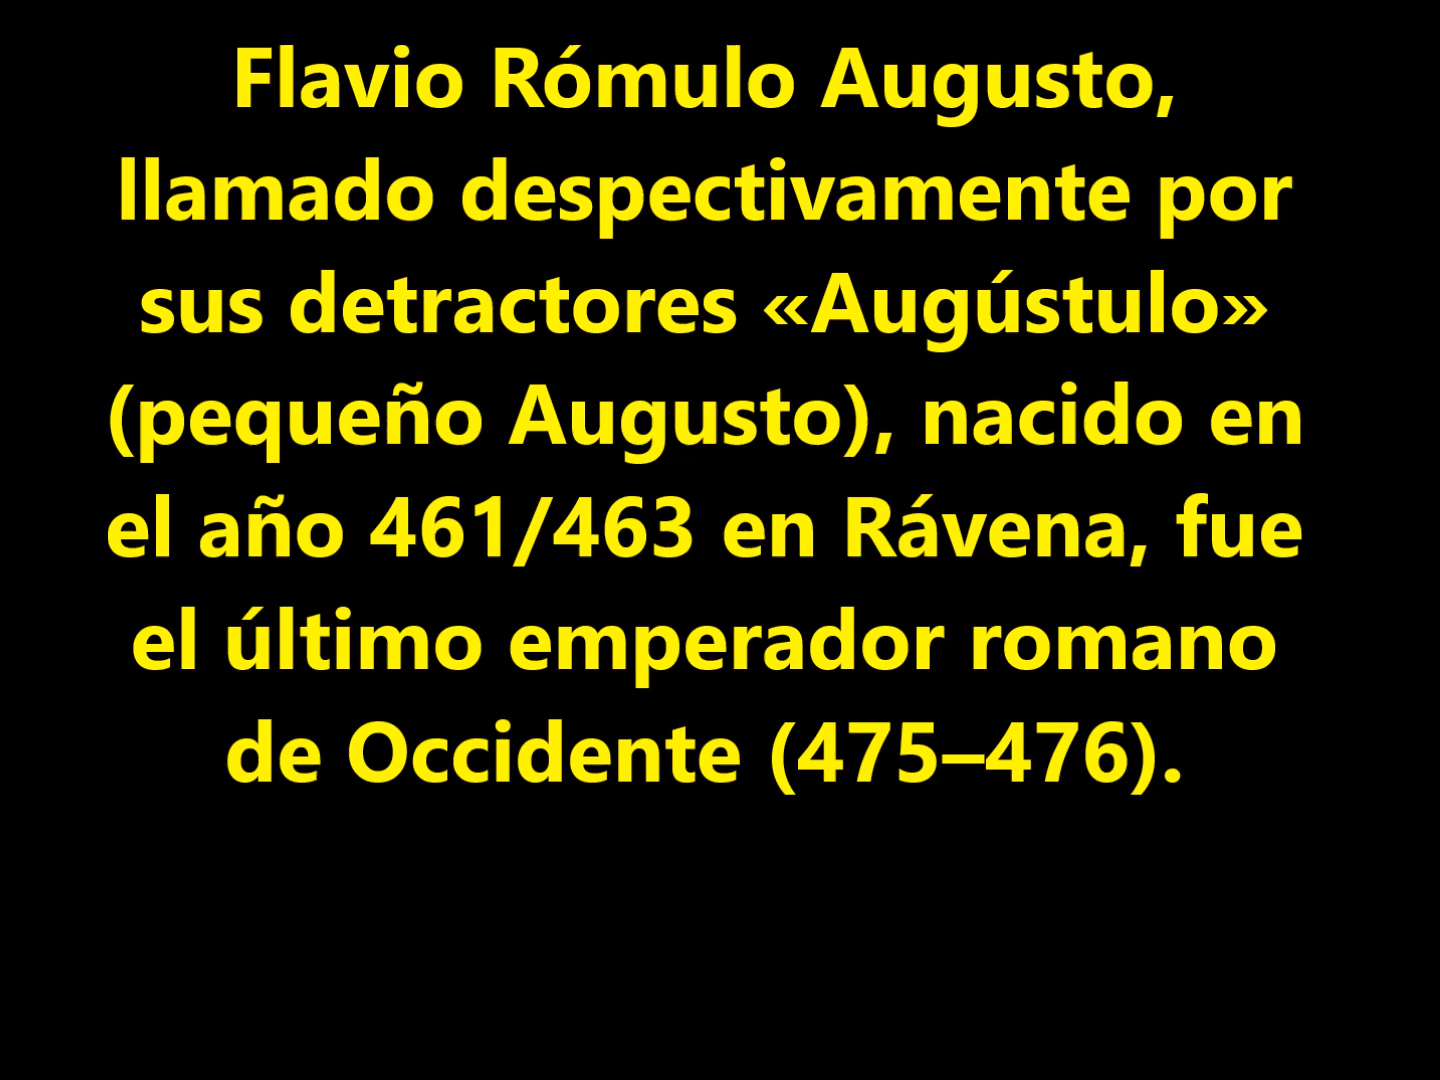 Flavio Rómulo Augusto,
llamado despectivamente por
sus detractores «Augústulo»
(pequeño Augusto), nacido en
el año 461/463 en Rávena, fue
el último emperador romano
de Occidente (475–476).